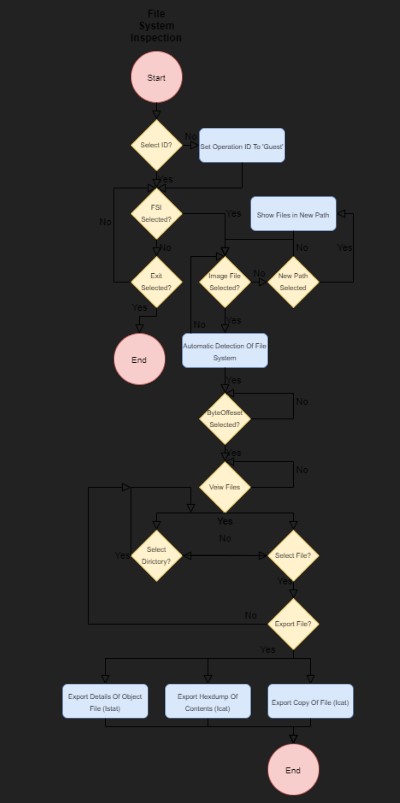 File
System
Inspection
Start
Select ID?
No
Set Operation ID To 'Guest'
Yes
FSI
Selected?
Yes
Show Files in New Path
No
No
No
Yes
Exit
Selected?
Image File
Selected?
No
New Path
Selected
Yes
No
Yes
End
Automatic Detection Of File
System
Yes
ByteOffeset
Selected?
No
Yes
Veiw Files
No
Yes
Select
Dirictory?
Yes
No
Select File?
Yes
Export File?
No
Yes
Export Details Of Object
File (fstat)
Export Hexdump Of
Contents (Icat)
Export Copy Of File (Icat)
End